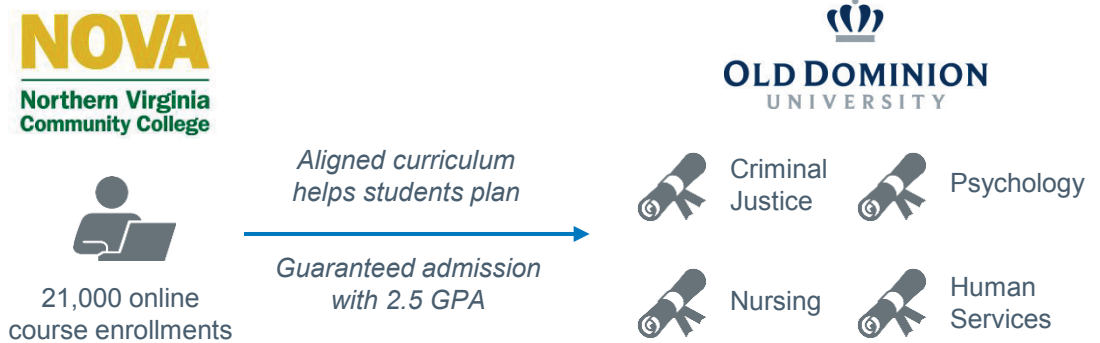 NOVA
Northern Virginia
Community College
21,000 online
course enrollments
Aligned curriculum
helps students plan
Guaranteed admission
with 2.5 GPA
OLD DOMINION
UNIVERSITY
Criminal
Justice
Psychology
Nursing
Human
Services